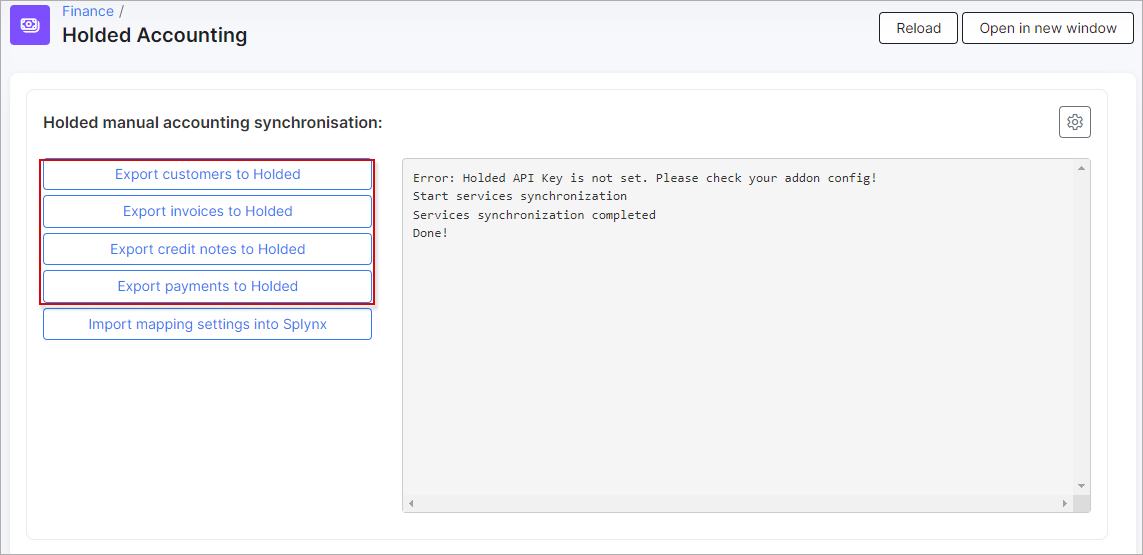 Finance /
Holded Accounting
Reload
Open in new window
Holded manual accounting synchronisation:
Export customers to Holded
Export invoices to Holded
Export credit notes to Holded
Export payments to Holded
Import mapping settings into Splynx
Error: Holded API Key is not set. Please check your addon config!
Start services synchronization
Services synchronization completed
Done!